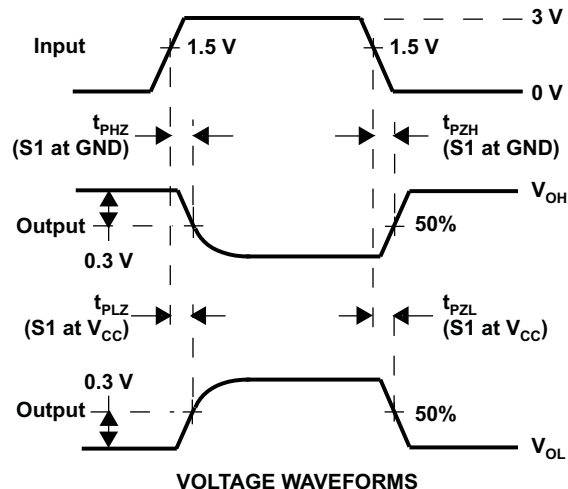 3 V
Input
1.5 V
1.5 V
0 V
tPHZ
(S1 at GND)
tPZH
(S1 at GND)
VOH
Output
50%
0.3 V
tPLZ
(S1 at VCC)
tPZL
(S1 at VCC)
0.3 V
Output
50%
VOL
VOLTAGE WAVEFORMS